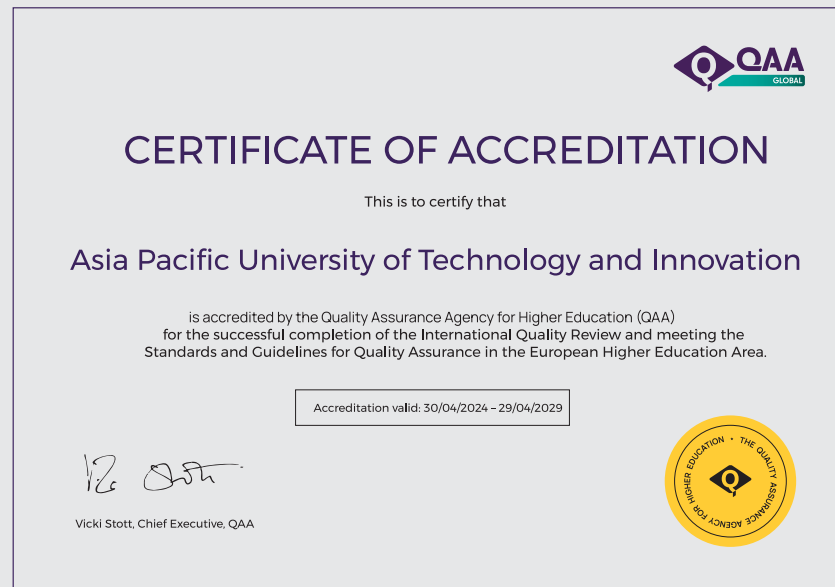 QAA
GLOBAL
CERTIFICATE OF ACCREDITATION
This is to certify that
Asia Pacific University of Technology and Innovation
is accredited by the Quality Assurance Agency for Higher Education (QAA)
for the successful completion of the International Quality Review and meeting the
Standards and Guidelines for Quality Assurance in the European Higher Education Area.
Accreditation valid: 30/04/2024 – 29/04/2029
V. Stott
Vicki Stott, Chief Executive, QAA
THE QUALITY ASSURANCE AGENCY FOR HIGHER EDUCATION •